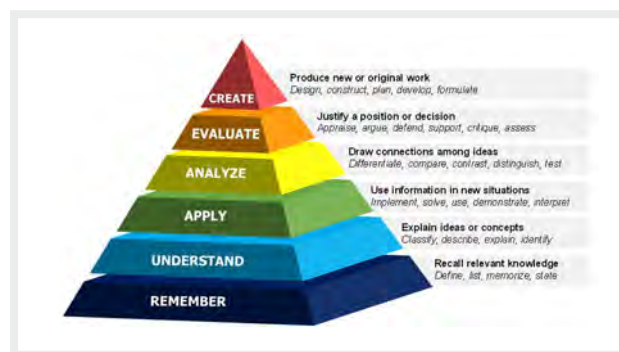 CREATE
Produce new or original work
Design, construct, plan, develop, formulate
EVALUATE
Justify a position or decision
Appraise, argue, defend, support, critique, assess
ANALYZE
Draw connections among ideas
Differentiate, compare, contrast, distinguish, test
APPLY
Use information in new situations
Implement, solve, use, demonstrate, interpret
UNDERSTAND
Explain ideas or concepts
Classify, describe, explain, identify
REMEMBER
Recall relevant knowledge
Define, list, memorize, state